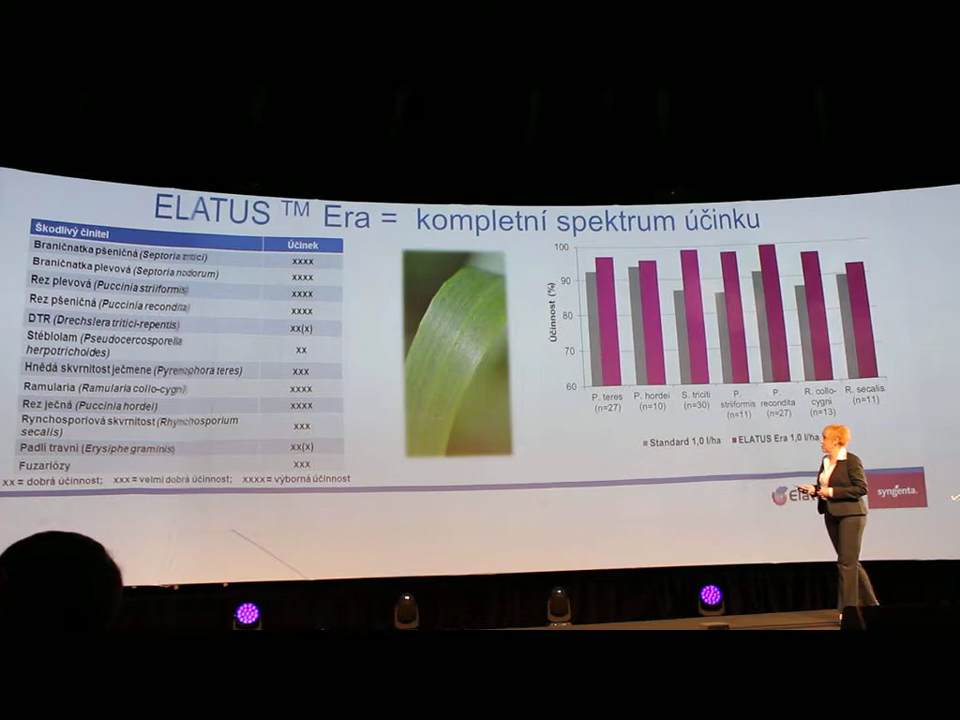 ELATUS ™ Era = kompletní spektrum účinku
Škodlivý činitel Účinek
Braničnatka pšeničná (Septoria tritici) xxxx
Braničnatka plevová (Septoria nodorum) xxxx
Rez plevová (Puccinia striiformis) xxxx
Rez pšeničná (Puccinia recondita) xxxx
DTR (Drechslera tritici-repentis) xx(x)
Stéblolam (Pseudocercosporella
herpotrichoides) xx
Hnědá skvrnitost ječmene (Pyrenophora teres) xxx
Ramularia (Ramularia collo-cygni) xxxx
Rez ječná (Puccinia hordei) xxxx
Rynchosporiová skvrnitost (Rhynchosporium
secalis) xxx
Padlí travní (Erysiphe graminis) xx(x)
Fuzariózy xxx
xx = dobrá účinnost; xxx = velmi dobrá účinnost; xxxx = výborná účinnost
Účinnost (%)
100
90
80
70
60
P. teres
(n=27)
P. hordei
(n=10)
S. triciti
(n=30)
P.
striiformis
(n=11)
P.
recondita
(n=27)
R. collo-
cygni
(n=13)
R. secalis
(n=11)
Standard 1,0 l/ha ELATUS Era 1,0 l/ha
syngenta.